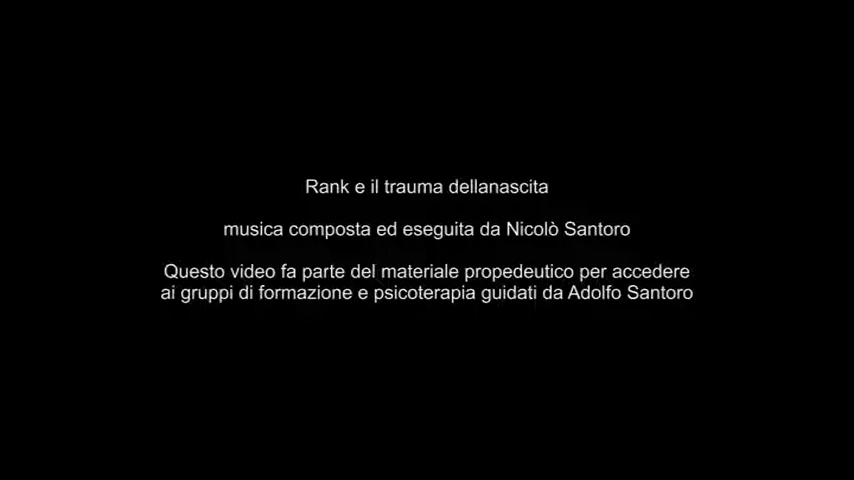 Rank e il trauma dellanascita
musica composta ed eseguita da Nicolò Santoro
Questo video fa parte del materiale propedeutico per accedere
ai gruppi di formazione e psicoterapia guidati da Adolfo Santoro